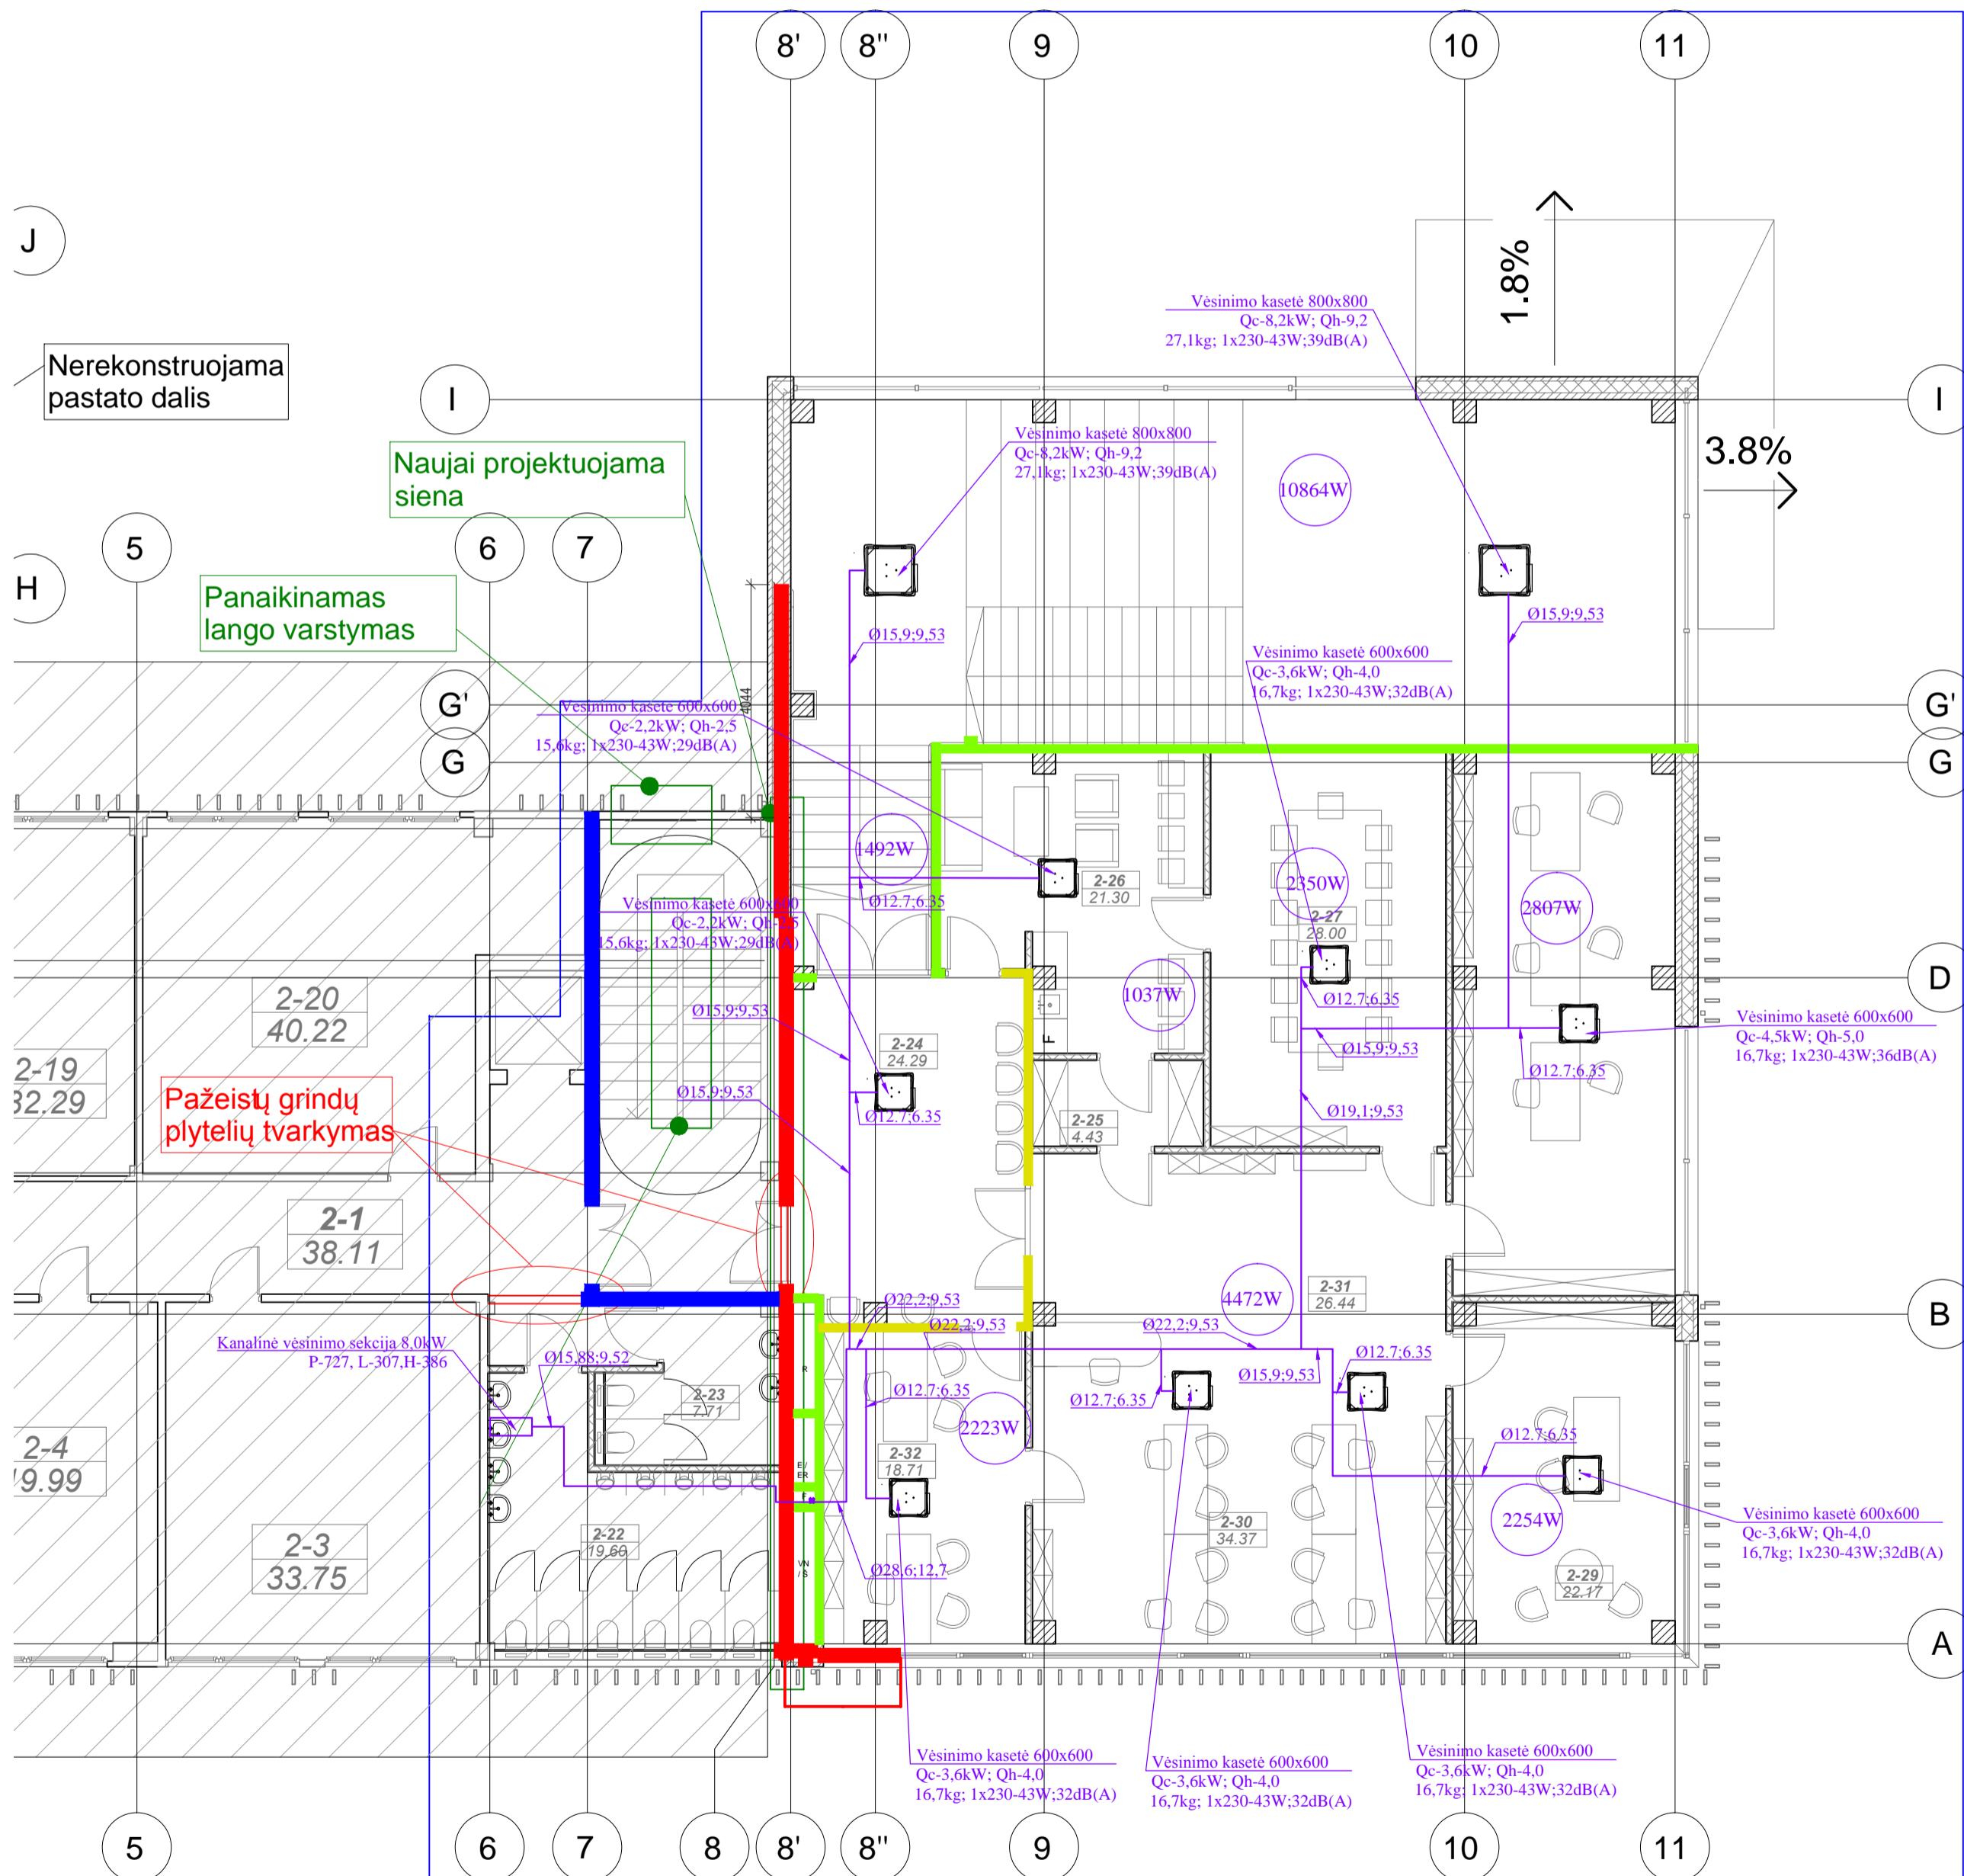 8'
8"
9
10
11
J
1.8%
Vėsinimo kasetė 800x800
Qc-8,2kW; Qh-9,2
27,1kg; 1x230-43W;39dB(A)
Nerekonstruojama
pastato dalis
I
I
Vėsinimo kasetė 800x800
Qc-8,2kW; Qh-9,2
27,1kg; 1x230-43W;39dB(A)
3.8%
Naujai projektuojama
siena
10864W
5
6
7
H
Panaikinamas
lango varstymas
Ø15,9;9,53
Ø15,9;9,53
Vėsinimo kasetė 600x600
Qc-3,6kW; Qh-4,0
16,7kg; 1x230-43W;32dB(A)
4044
G'
G'
Vėsinimo kasetė 600x600
Qc-2,2kW; Qh-2,5
15,6kg; 1x230-43W;29dB(A)
G
G
1492W
2350W
2-26
21.30
2807W
Ø12.7;6.35
Vėsinimo kasetė 600x600
Qc-2,2kW; Qh-2,5
15,6kg; 1x230-43W;29dB(A)
2-27
28.00
D
2-20
40.22
1037W
Ø12.7;6.35
Ø15,9;9,53
F
Vėsinimo kasetė 600x600
Qc-4,5kW; Qh-5,0
16,7kg; 1x230-43W;36dB(A)
2-24
24.29
Ø15,9;9,53
Ø12.7;6.35
2-19
32.29
Pažeistų grindų
plytelių tvarkymas
Ø15,9;9,53
Ø12.7;6.35
Ø19,1;9,53
2-25
4.43
2-1
38.11
2-31
26.44
4472W
B
Ø22,2;9,53
Ø22,2;9,53
Ø22,2;9,53
Kanalinė vėsinimo sekcija 8,0kW
P-727, L-307,H-386
Ø15,88;9,52
R
Ø15,9;9,53
Ø12.7;6.35
2-23
7.71
Ø12.7;6.35
Ø12.7;6.35
2223W
Ø12.7;6.35
2-4
19.99
2-32
18.71
E /
ER
E
2-3
33.75
2-22
19.60
2-30
34.37
2254W
Vėsinimo kasetė 600x600
Qc-3,6kW; Qh-4,0
16,7kg; 1x230-43W;32dB(A)
VN
/ Š
Ø28,6;12,7
2-29
22.17
A
Vėsinimo kasetė 600x600
Qc-3,6kW; Qh-4,0
16,7kg; 1x230-43W;32dB(A)
Vėsinimo kasetė 600x600
Qc-3,6kW; Qh-4,0
16,7kg; 1x230-43W;32dB(A)
Vėsinimo kasetė 600x600
Qc-3,6kW; Qh-4,0
16,7kg; 1x230-43W;32dB(A)
5
6
7
8
8'
8"
9
10
11